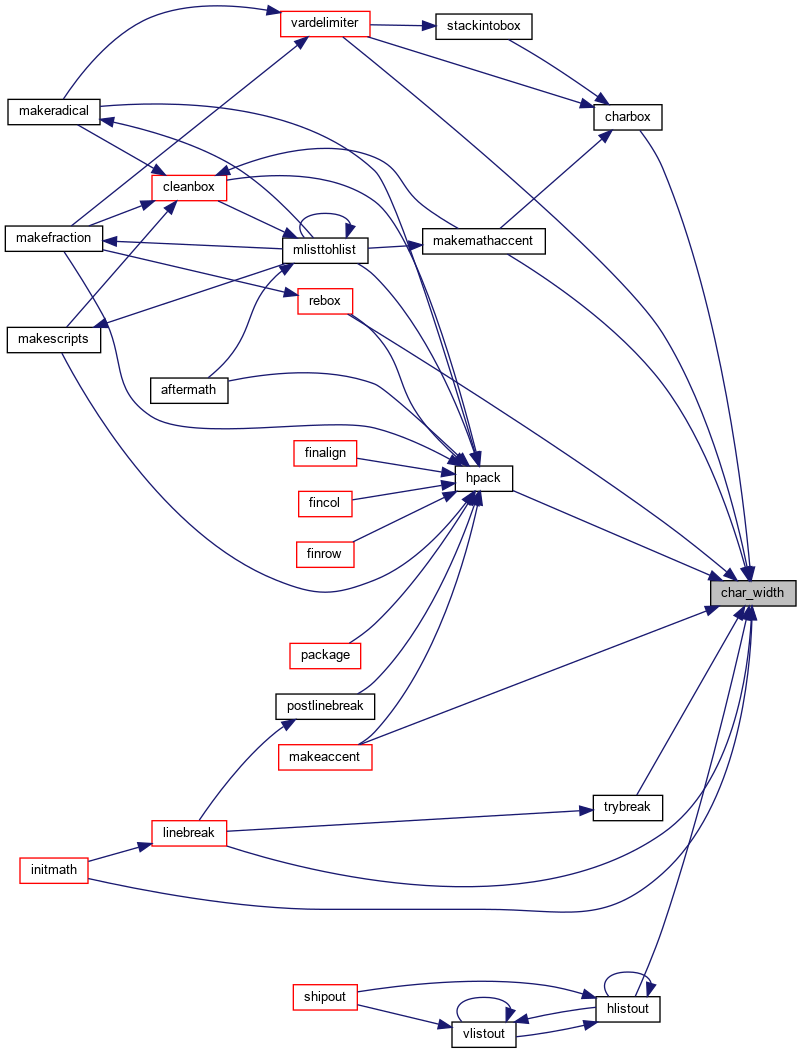 vardelimiter
stackintobox
makeradical
charbox
cleanbox
makefraction
makemathaccent
mlisttohlist
rebox
makescripts
aftermath
finalign
hpack
fincol
finrow
char_width
package
postlinebreak
makeaccent
trybreak
linebreak
initmath
shipout
hlistout
vlistout